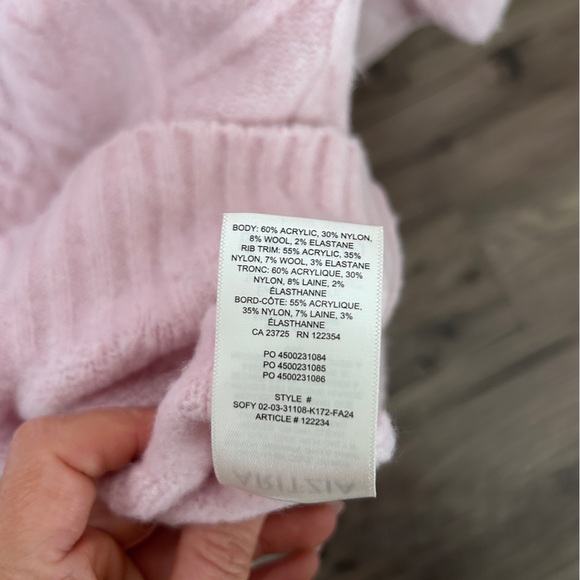 BODY: 60% ACRYLIC, 30% NYLON,
8% WOOL, 2% ELASTANE
RIB TRIM: 55% ACRYLIC, 35%
NYLON, 7% WOOL, 3% ELASTANE
TRONC: 60% ACRYLIQUE, 30%
NYLON, 8% LAINE, 2%
ÉLASTHANNE
BORD-CÔTE: 55% ACRYLIQUE,
35% NYLON, 7% LAINE, 3%
ÉLASTHANNE
CA 23725 RN 122354
PO 4500231084
PO 4500231085
PO 4500231086
STYLE #
SOFY 02-03-31108-K172-FA24
ARTICLE # 122234
ARITZIA